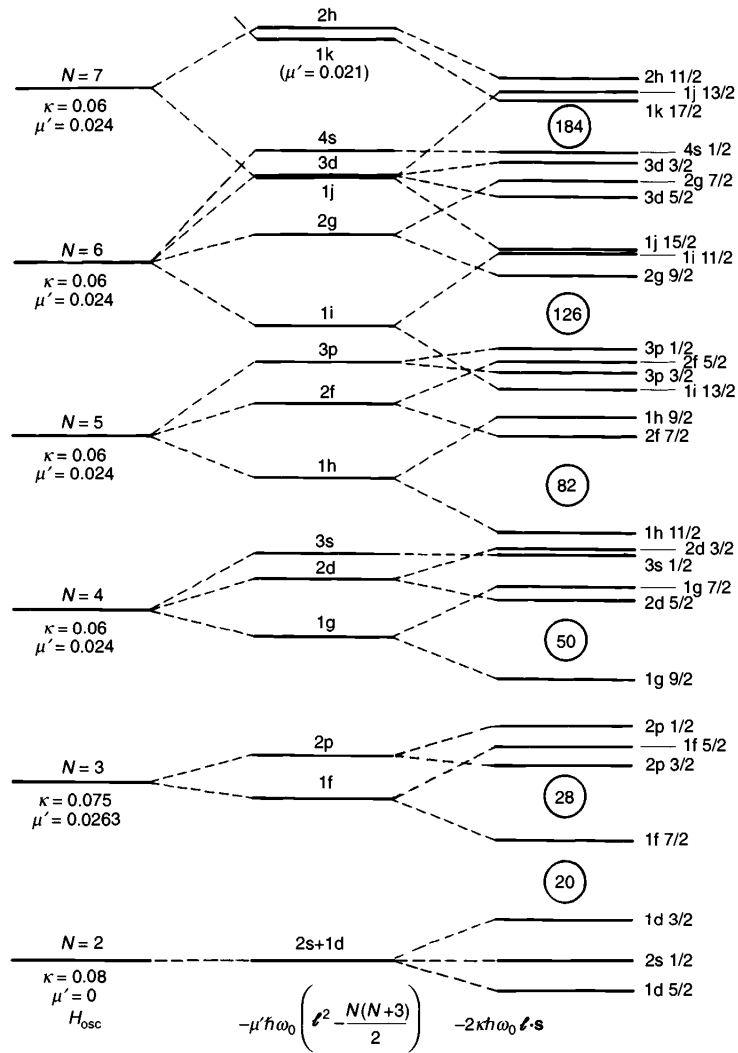 2h
1k
(μ′ = 0.021)
2h 11/2
1j 13/2
1k 17/2
N = 7
κ = 0.06
μ′ = 0.024
184
4s
3d
1j
4s 1/2
3d 3/2
2g 7/2
3d 5/2
2g
N = 6
κ = 0.06
μ′ = 0.024
1j 15/2
1i 11/2
2g 9/2
126
1i
3p
2f
3p 1/2
2f 5/2
3p 3/2
1i 13/2
N = 5
κ = 0.06
μ′ = 0.024
1h 9/2
2f 7/2
1h
82
1h 11/2
2d 3/2
3s 1/2
1g 7/2
2d 5/2
3s
2d
N = 4
κ = 0.06
μ′ = 0.024
1g
50
1g 9/2
2p 1/2
1f 5/2
2p 3/2
2p
N = 3
κ = 0.075
μ′ = 0.0263
1f
28
1f 7/2
20
1d 3/2
N = 2
2s+1d
2s 1/2
κ = 0.08
μ′ = 0
1d 5/2
H_osc
−μ′ℏω₀(ℓ² − N(N+3)/2)
−2κℏω₀ ℓ·s